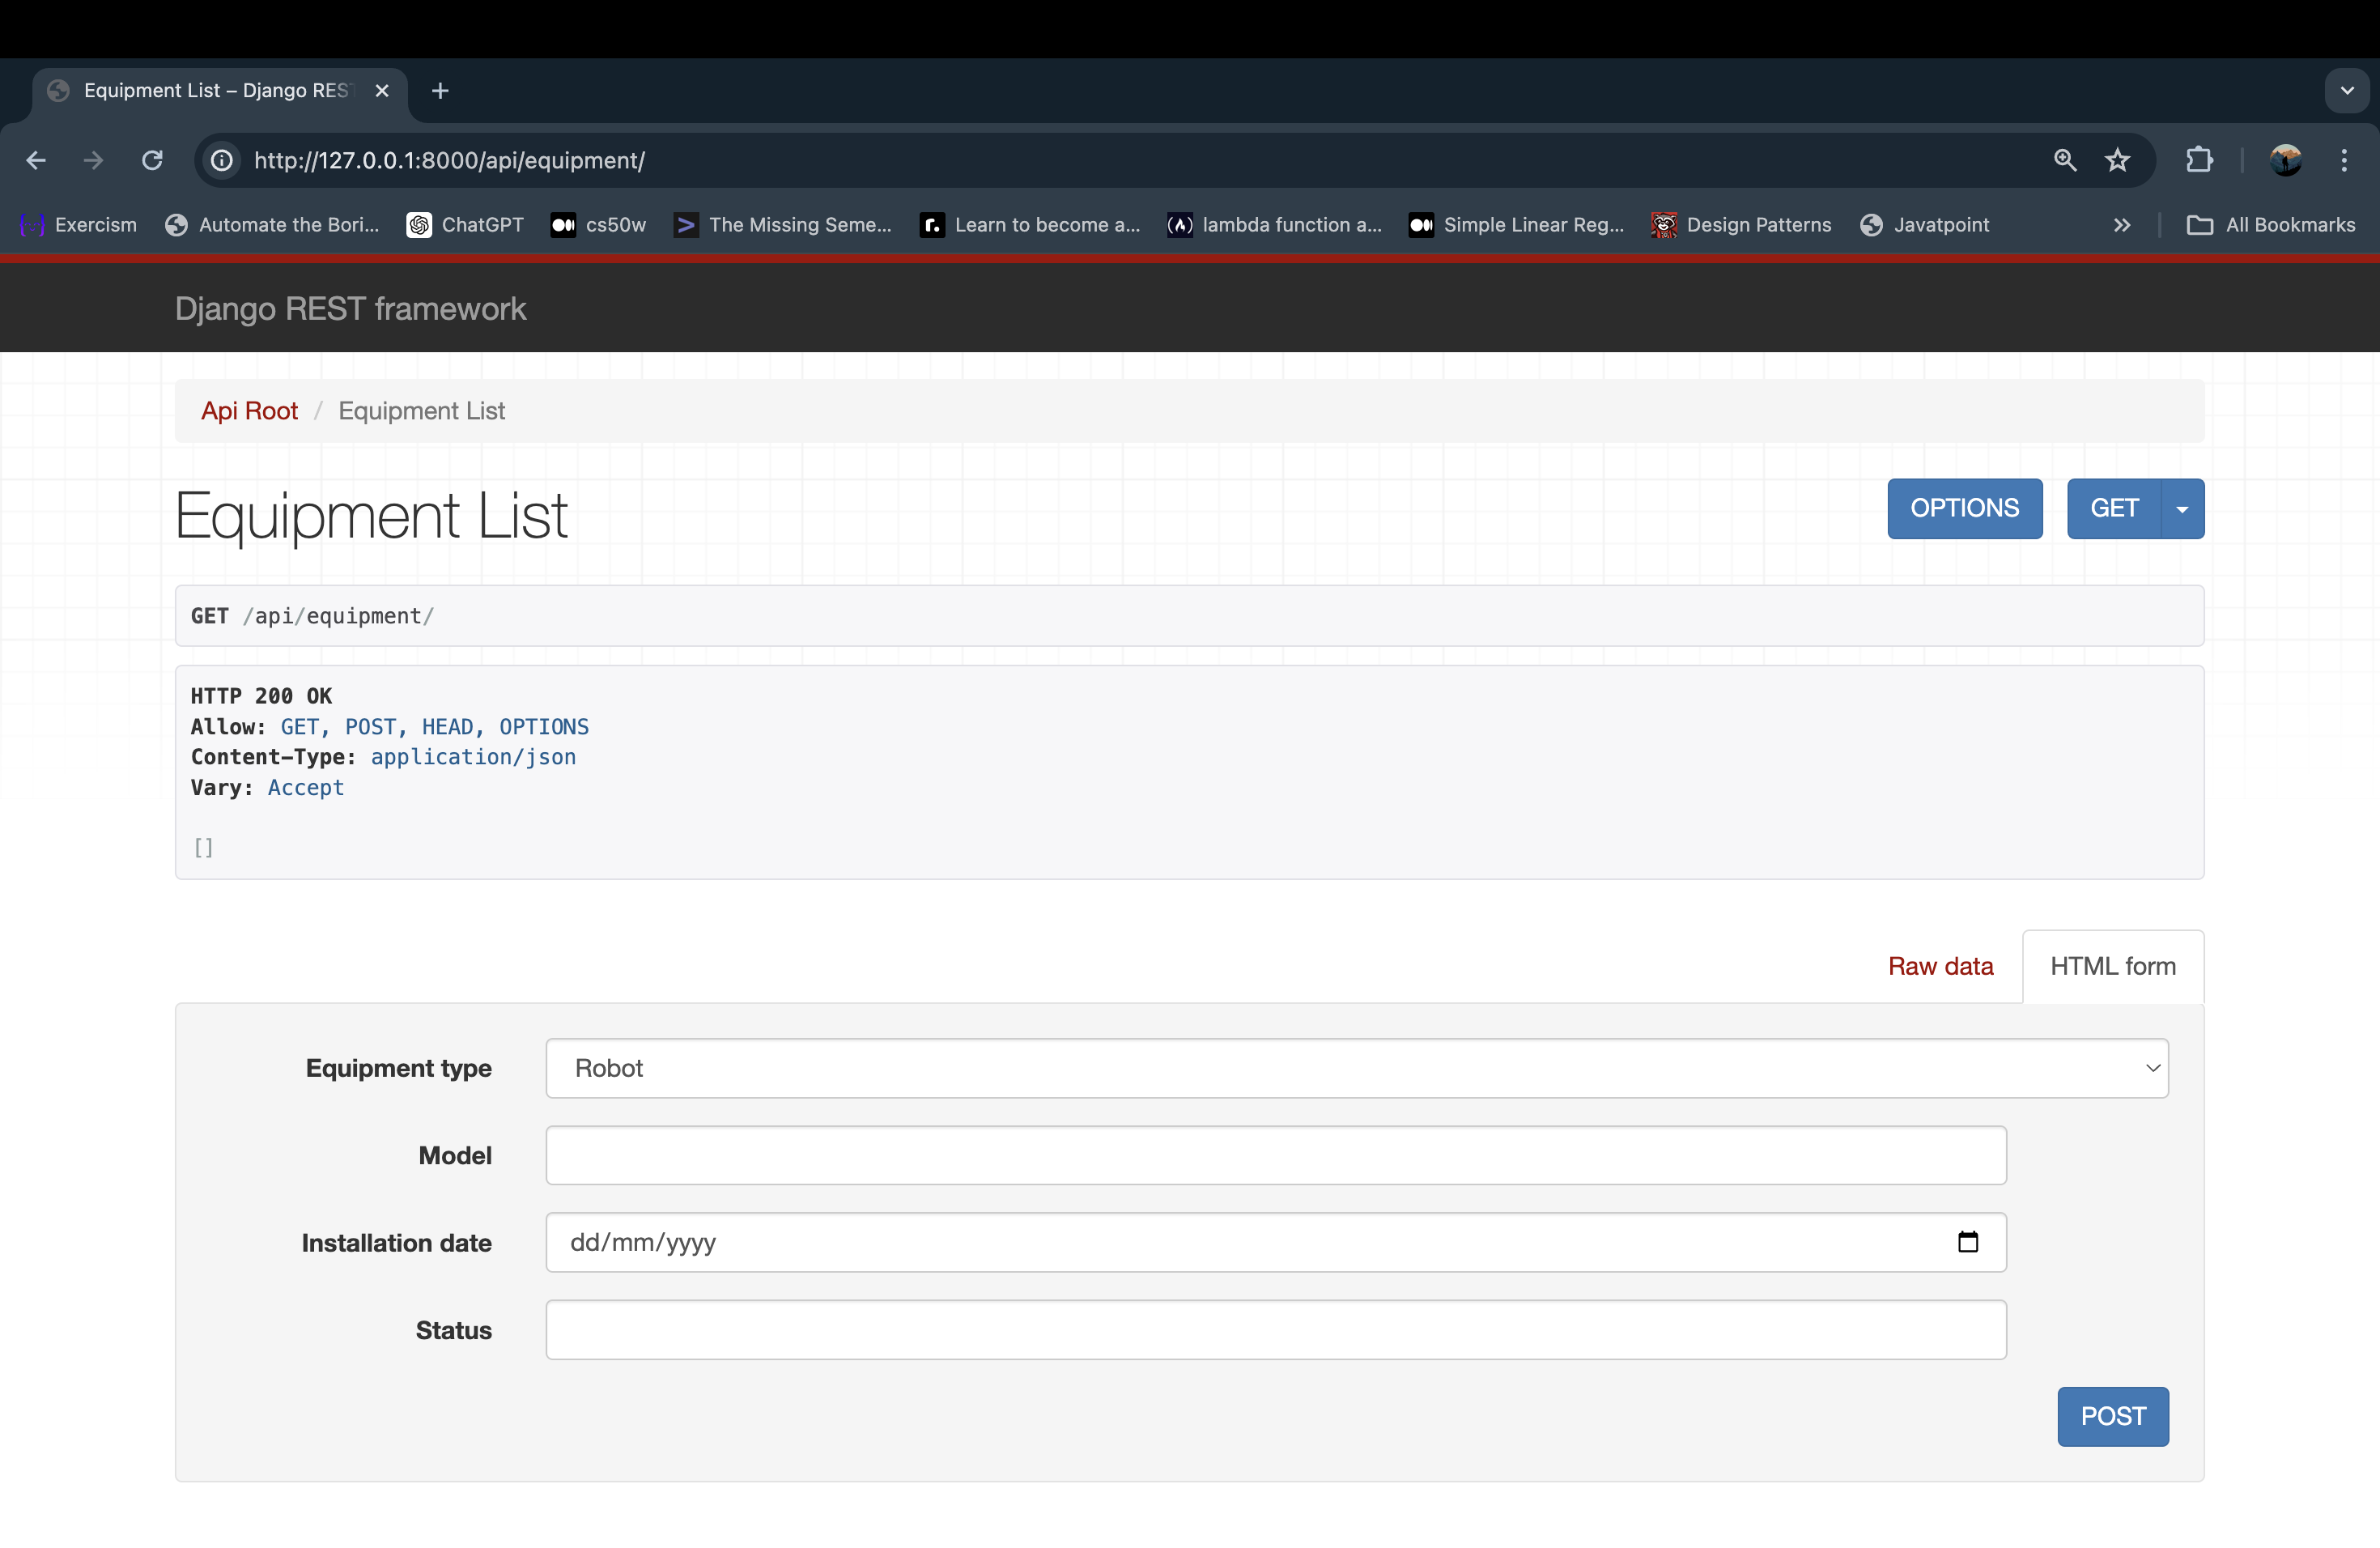 Equipment List – Django RES
http://127.0.0.1:8000/api/equipment/
Exercism Automate the Bori... ChatGPT cs50w The Missing Seme... Learn to become a... lambda function a... Simple Linear Reg... Design Patterns Javatpoint » All Bookmarks
Django REST framework
Api Root / Equipment List
Equipment List OPTIONS GET
GET /api/equipment/
HTTP 200 OK
Allow: GET, POST, HEAD, OPTIONS
Content-Type: application/json
Vary: Accept
[]
Raw data HTML form
Equipment type Robot
Model
Installation date dd/mm/yyyy
Status
POST